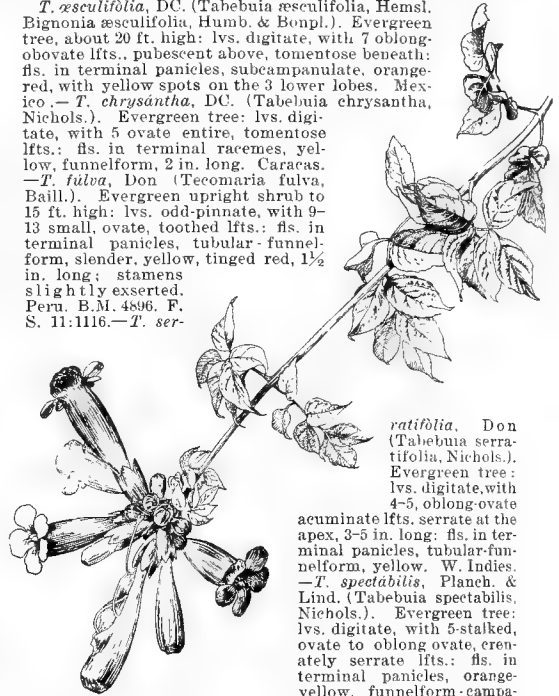 T. æsculifòlia, DC. (Tabebuia æsculifolia, Hemsl.
Bignonia æsculifolia, Humb. & Bonpl.). Evergreen
tree, about 20 ft. high: lvs. digitate, with 7 oblong-
obovate lfts., pubescent above, tomentose beneath:
fls. in terminal panicles, subcampanulate, orange-
red, with yellow spots on the 3 lower lobes. Mex-
ico.—T. chrysántha, DC. (Tabebuia chrysantha,
Nichols.). Evergreen tree: lvs. digi-
tate, with 5 ovate entire, tomentose
lfts.: fls. in terminal racemes, yel-
low, funnelform, 2 in. long. Caracas.
—T. fúlva, Don (Tecomaria fulva,
Baill.). Evergreen upright shrub to
15 ft. high: lvs. odd-pinnate, with 9–
13 small, ovate, toothed lfts.: fls. in
terminal panicles, tubular-funnel-
form, slender, yellow, tinged red, 1½
in. long; stamens
slightly exserted.
Peru. B.M. 4896. F.
S. 11:1116.—T. ser-
ratifòlia, Don
(Tabebuia serra-
tifolia, Nichols.).
Evergreen tree:
lvs. digitate, with
4–5, oblong-ovate
acuminate lfts. serrate at the
apex, 3–5 in. long: fls. in ter-
minal panicles, tubular-fun-
nelform, yellow. W. Indies.
—T. spectábilis, Planch. &
Lind. (Tabebuia spectabilis,
Nichols.). Evergreen tree:
lvs. digitate, with 5-stalked,
ovate to oblong ovate, cren-
ately serrate lfts.: fls. in
terminal panicles, orange-
yellow, funnelform-campa-